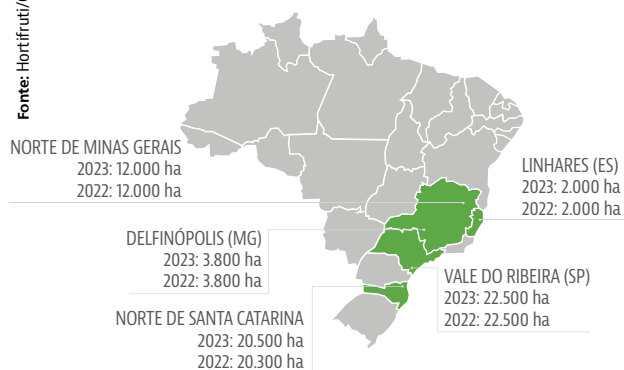 Fonte: Hortifruti/
NORTE DE MINAS GERAIS
2023: 12.000 ha
2022: 12.000 ha
LINHARES (ES)
2023: 2.000 ha
2022: 2.000 ha
DELFINÓPOLIS (MG)
2023: 3.800 ha
2022: 3.800 ha
VALE DO RIBEIRA (SP)
2023: 22.500 ha
2022: 22.500 ha
NORTE DE SANTA CATARINA
2023: 20.500 ha
2022: 20.300 ha